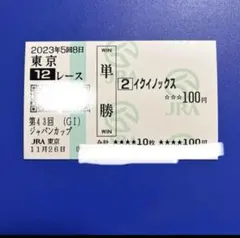 2023年5回8日
東京
12レース
第43回 (GI)
ジャパンカップ
JRA 東京
11月26日
WIN
単勝
WIN
2 イクイノックス
☆☆☆100円
JRA
合計 ★★★★10枚 ★★★★100円